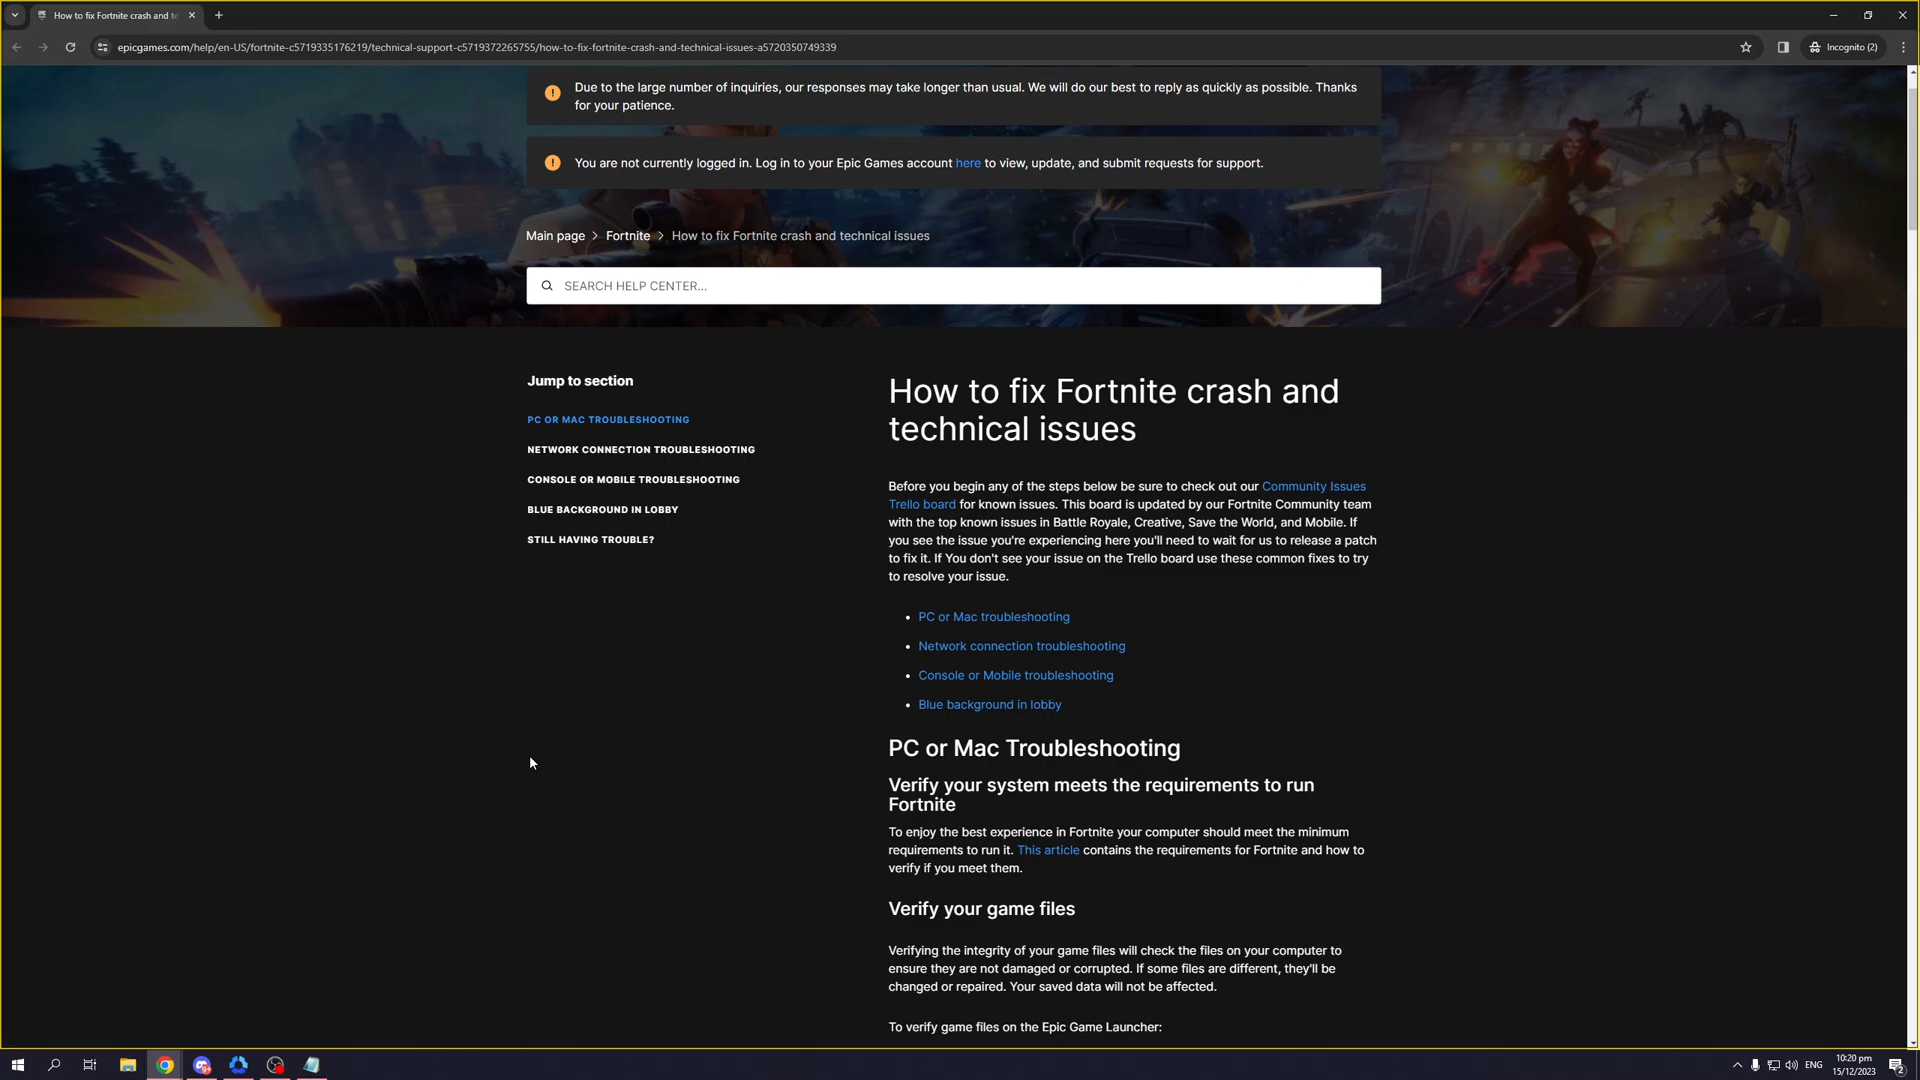 How to fix Fortnite crash and te
epicgames.com/help/en-US/fortnite-c5719335176219/technical-support-c5719372265755/how-to-fix-fortnite-crash-and-technical-issues-a5720350749339
Incognito (2)
Due to the large number of inquiries, our responses may take longer than usual. We will do our best to reply as quickly as possible. Thanks
for your patience.
You are not currently logged in. Log in to your Epic Games account here to view, update, and submit requests for support.
Main page > Fortnite > How to fix Fortnite crash and technical issues
SEARCH HELP CENTER...
Jump to section
PC OR MAC TROUBLESHOOTING
NETWORK CONNECTION TROUBLESHOOTING
CONSOLE OR MOBILE TROUBLESHOOTING
BLUE BACKGROUND IN LOBBY
STILL HAVING TROUBLE?
How to fix Fortnite crash and
technical issues
Before you begin any of the steps below be sure to check out our Community Issues
Trello board for known issues. This board is updated by our Fortnite Community team
with the top known issues in Battle Royale, Creative, Save the World, and Mobile. If
you see the issue you're experiencing here you'll need to wait for us to release a patch
to fix it. If You don't see your issue on the Trello board use these common fixes to try
to resolve your issue.
• PC or Mac troubleshooting
• Network connection troubleshooting
• Console or Mobile troubleshooting
• Blue background in lobby
PC or Mac Troubleshooting
Verify your system meets the requirements to run
Fortnite
To enjoy the best experience in Fortnite your computer should meet the minimum
requirements to run it. This article contains the requirements for Fortnite and how to
verify if you meet them.
Verify your game files
Verifying the integrity of your game files will check the files on your computer to
ensure they are not damaged or corrupted. If some files are different, they'll be
changed or repaired. Your saved data will not be affected.
To verify game files on the Epic Game Launcher:
ENG
10:20 pm
15/12/2023
2